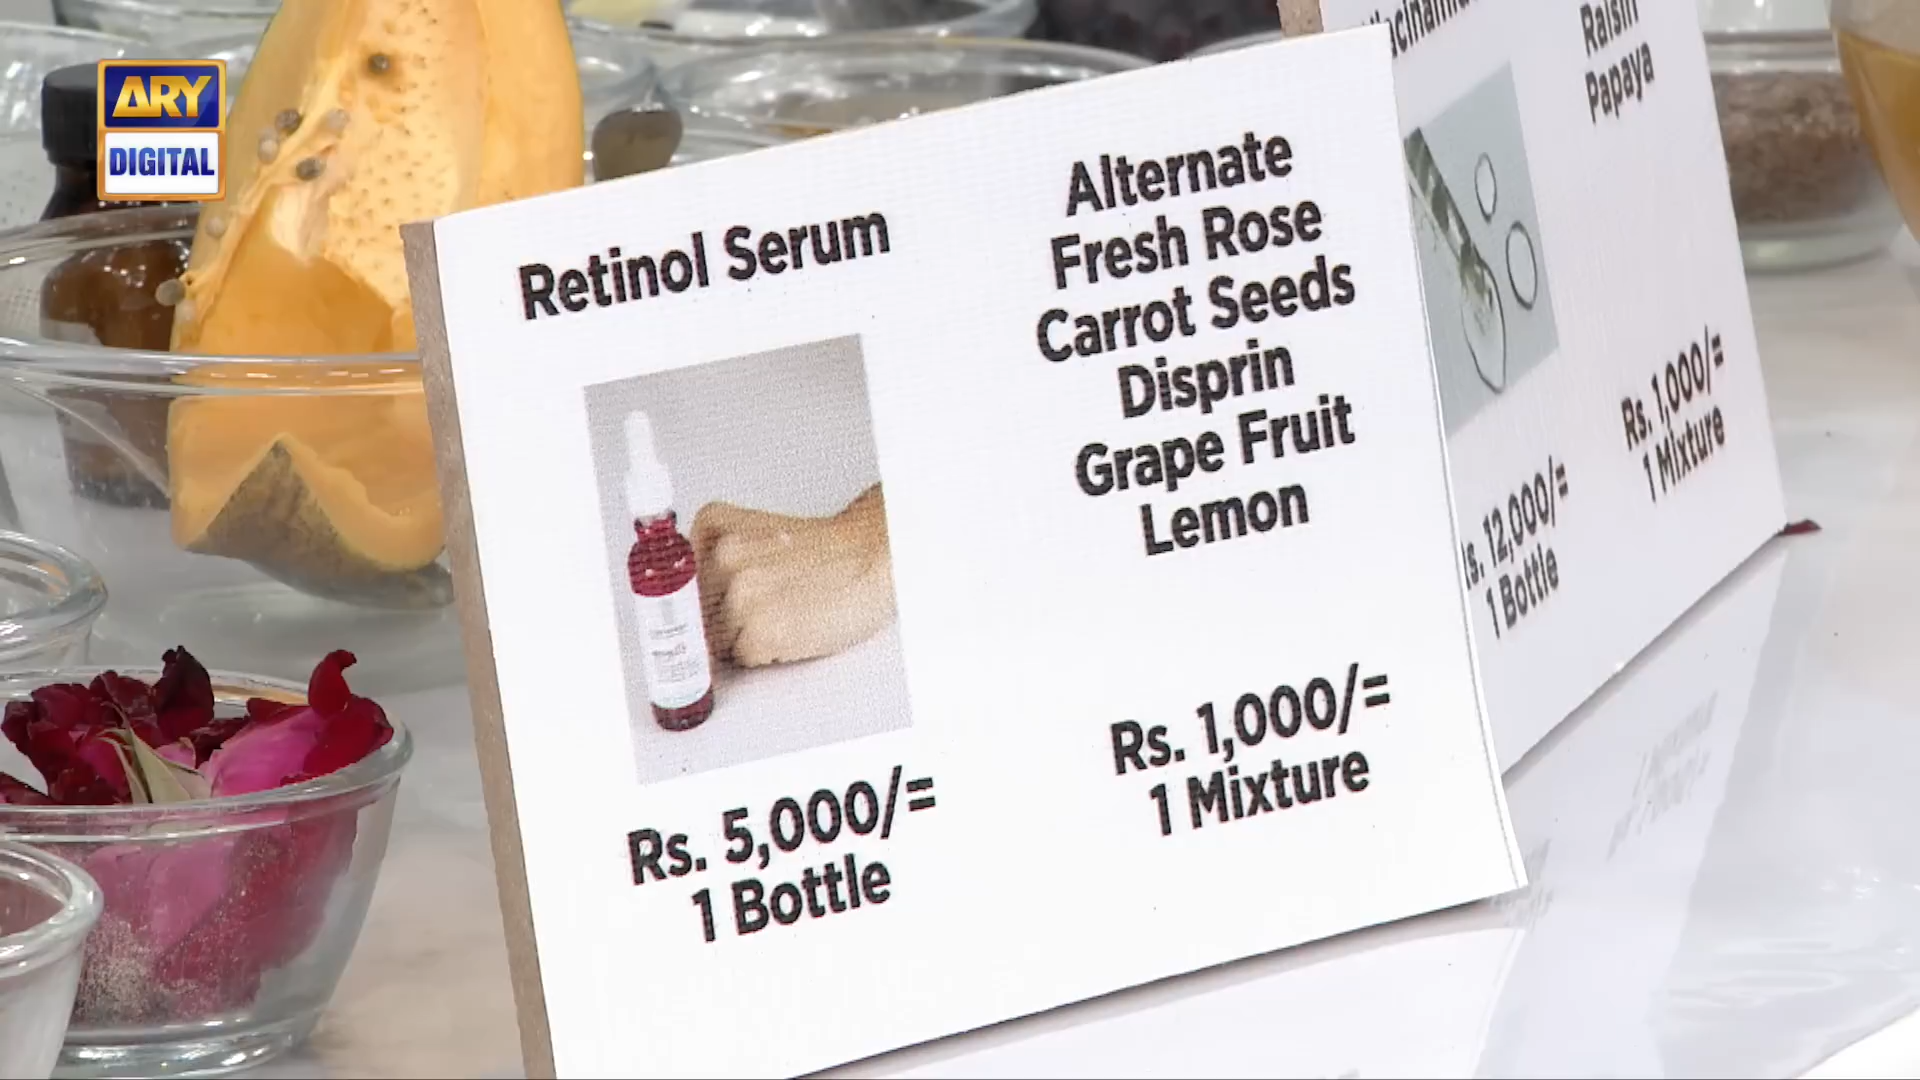 ARY
DIGITAL
Retinol Serum
Rs. 5,000/=
1 Bottle
Alternate
Fresh Rose
Carrot Seeds
Disprin
Grape Fruit
Lemon
Rs. 1,000/=
1 Mixture
Raisin
Papaya
12,000/=
1 Bottle
Rs. 1,000/=
1 Mixture